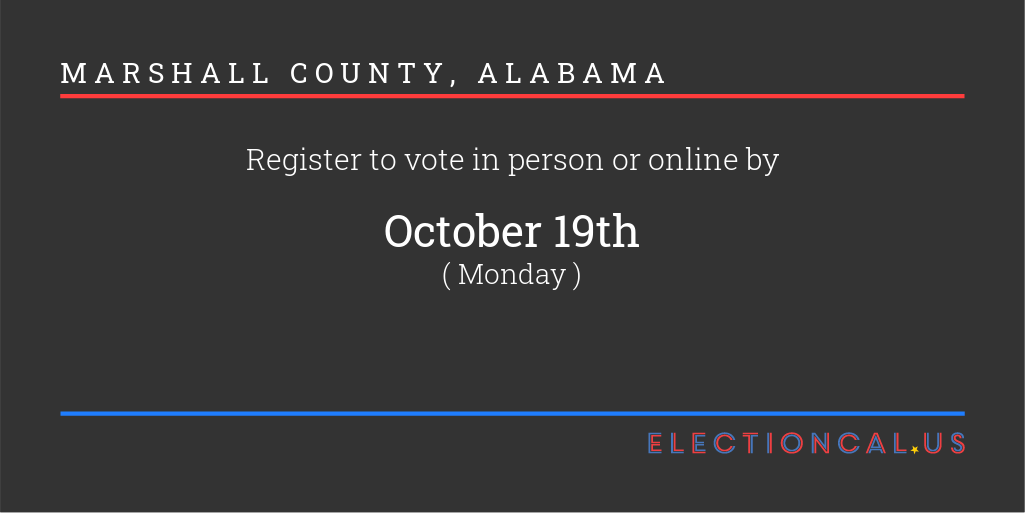 MARSHALL COUNTY, ALABAMA
Register to vote in person or online by
October 19th
( Monday )
ELECTIONCAL.US